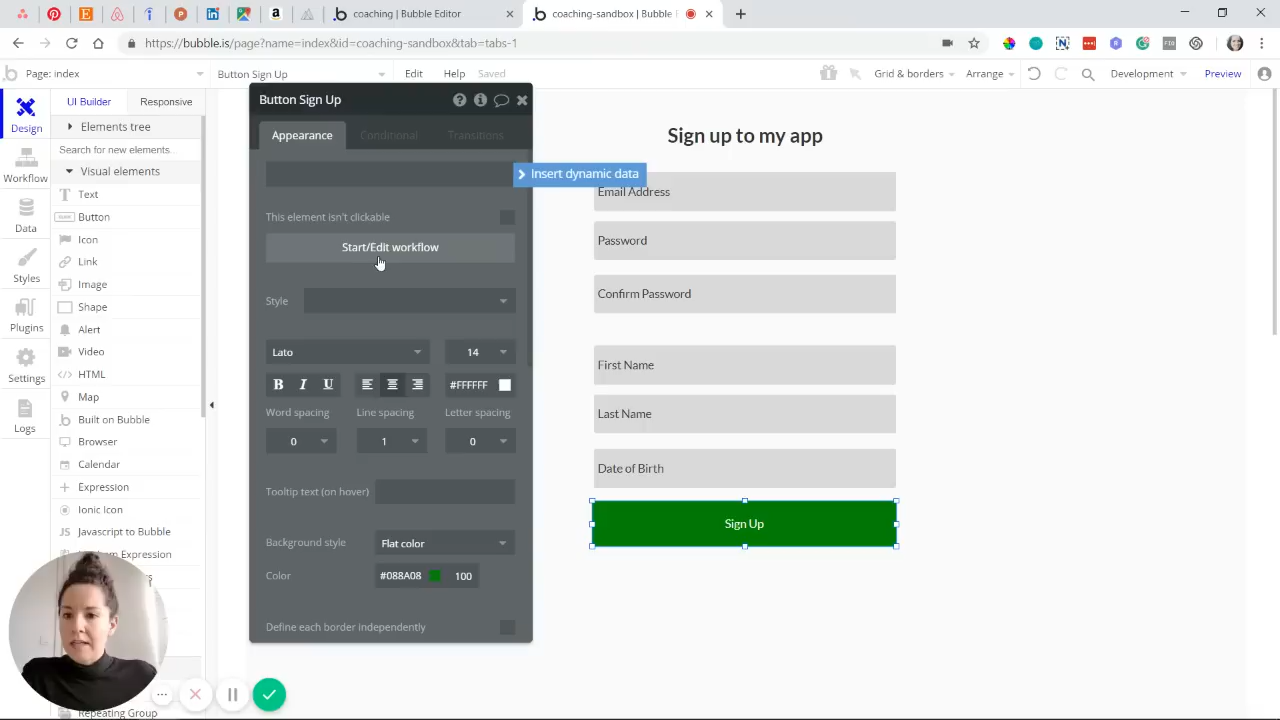 coaching | Bubble Editor
coaching-sandbox | Bubble E
https://bubble.is/page?name=index&id=coaching-sandbox&tab=tabs-1
Page: index
Button Sign Up
Edit
Help
Saved
Grid & borders
Arrange
Development
Preview
Design
Workflow
Data
Styles
Plugins
Settings
Logs
UI Builder
Responsive
Elements tree
Search for new elements...
Visual elements
Text
Button
Icon
Link
Image
Shape
Alert
Video
HTML
Map
Built on Bubble
Browser
Calendar
Expression
Ionic Icon
Javascript to Bubble
Expression
Repeating Group
Button Sign Up
Appearance
Conditional
Transitions
Insert dynamic data
This element isn't clickable
Start/Edit workflow
Style
Lato
14
B I U
#FFFFFF
Word spacing
Line spacing
Letter spacing
0
1
0
Tooltip text (on hover)
Background style
Flat color
Color
#088A08
100
Define each border independently
Sign up to my app
Email Address
Password
Confirm Password
First Name
Last Name
Date of Birth
Sign Up